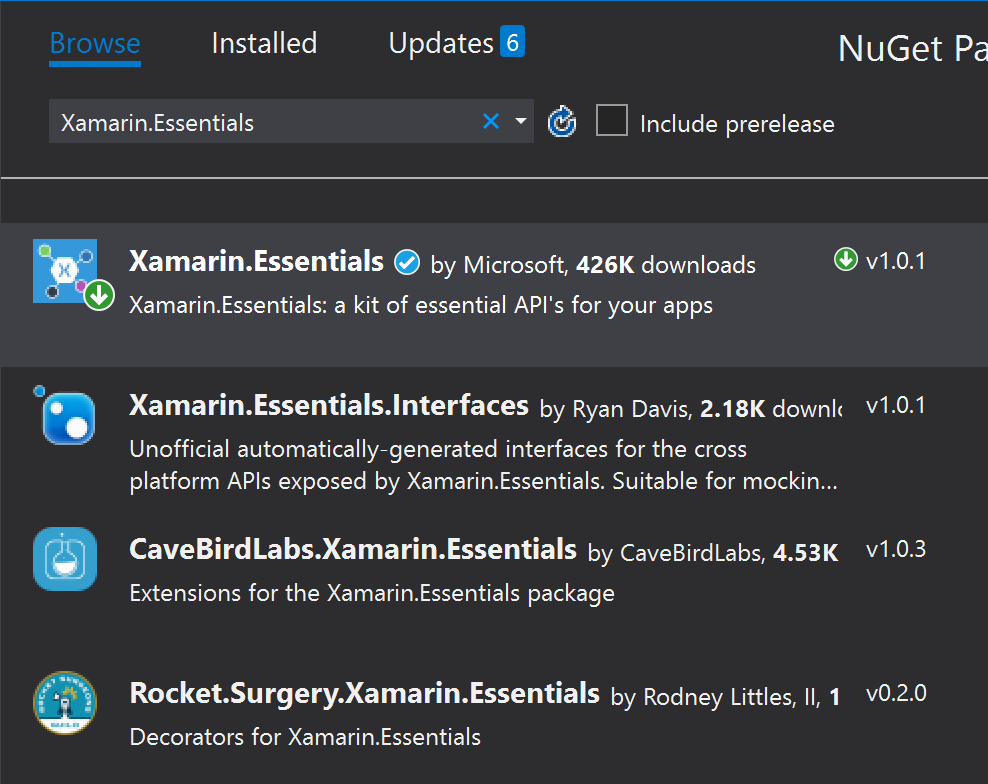 Browse Installed Updates 6 NuGet Pa
Xamarin.Essentials Include prerelease
Xamarin.Essentials by Microsoft, 426K downloads v1.0.1
Xamarin.Essentials: a kit of essential API's for your apps
Xamarin.Essentials.Interfaces by Ryan Davis, 2.18K downlo v1.0.1
Unofficial automatically-generated interfaces for the cross
platform APIs exposed by Xamarin.Essentials. Suitable for mockin...
CaveBirdLabs.Xamarin.Essentials by CaveBirdLabs, 4.53K v1.0.3
Extensions for the Xamarin.Essentials package
Rocket.Surgery.Xamarin.Essentials by Rodney Littles, II, 1 v0.2.0
Decorators for Xamarin.Essentials